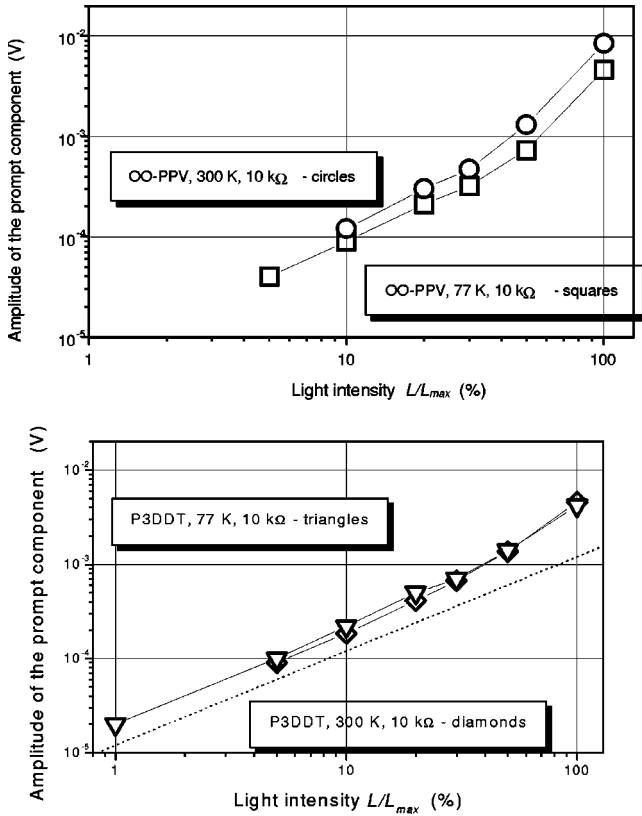 Amplitude of the prompt component (V)
10-2
10-3
10-4
10-5
OO-PPV, 300 K, 10 kΩ - circles
OO-PPV, 77 K, 10 kΩ - squares
1 10 100
Light intensity L/Lmax (%)
Amplitude of the prompt component (V)
10-2
10-3
10-4
10-5
P3DDT, 77 K, 10 kΩ - triangles
P3DDT, 300 K, 10 kΩ - diamonds
1 10 100
Light intensity L/Lmax (%)